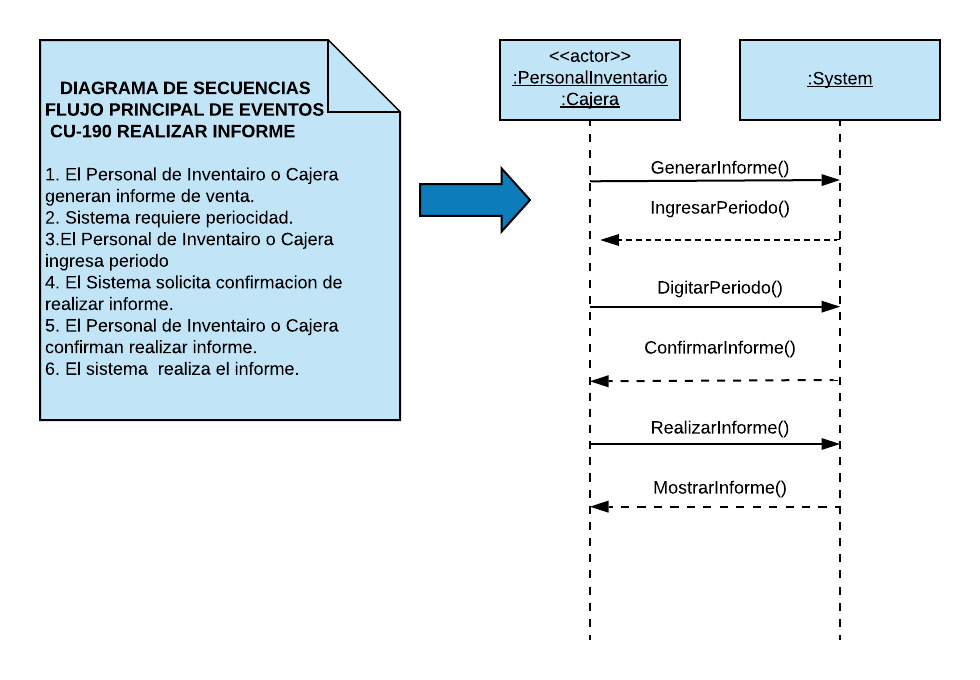 DIAGRAMA DE SECUENCIAS
FLUJO PRINCIPAL DE EVENTOS
CU-190 REALIZAR INFORME
1. El Personal de Inventairo o Cajera
generan informe de venta.
2. Sistema requiere periocidad.
3.El Personal de Inventairo o Cajera
ingresa periodo
4. El Sistema solicita confirmacion de
realizar informe.
5. El Personal de Inventairo o Cajera
confirman realizar informe.
6. El sistema realiza el informe.
<<actor>>
:PersonalInventario
:Cajera
:System
GenerarInforme()
IngresarPeriodo()
DigitarPeriodo()
ConfirmarInforme()
RealizarInforme()
MostrarInforme()